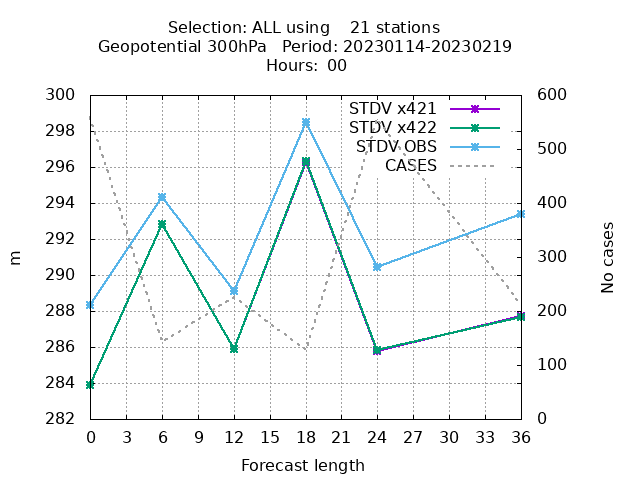 Selection: ALL using    21 stations
Geopotential 300hPa   Period: 20230114-20230219
Hours:  00
300
298
296
294
292
290
288
286
284
282
m
600
500
400
300
200
100
0
No cases
STDV x421
STDV x422
STDV OBS
CASES
0 3 6 9 12 15 18 21 24 27 30 33 36
Forecast length